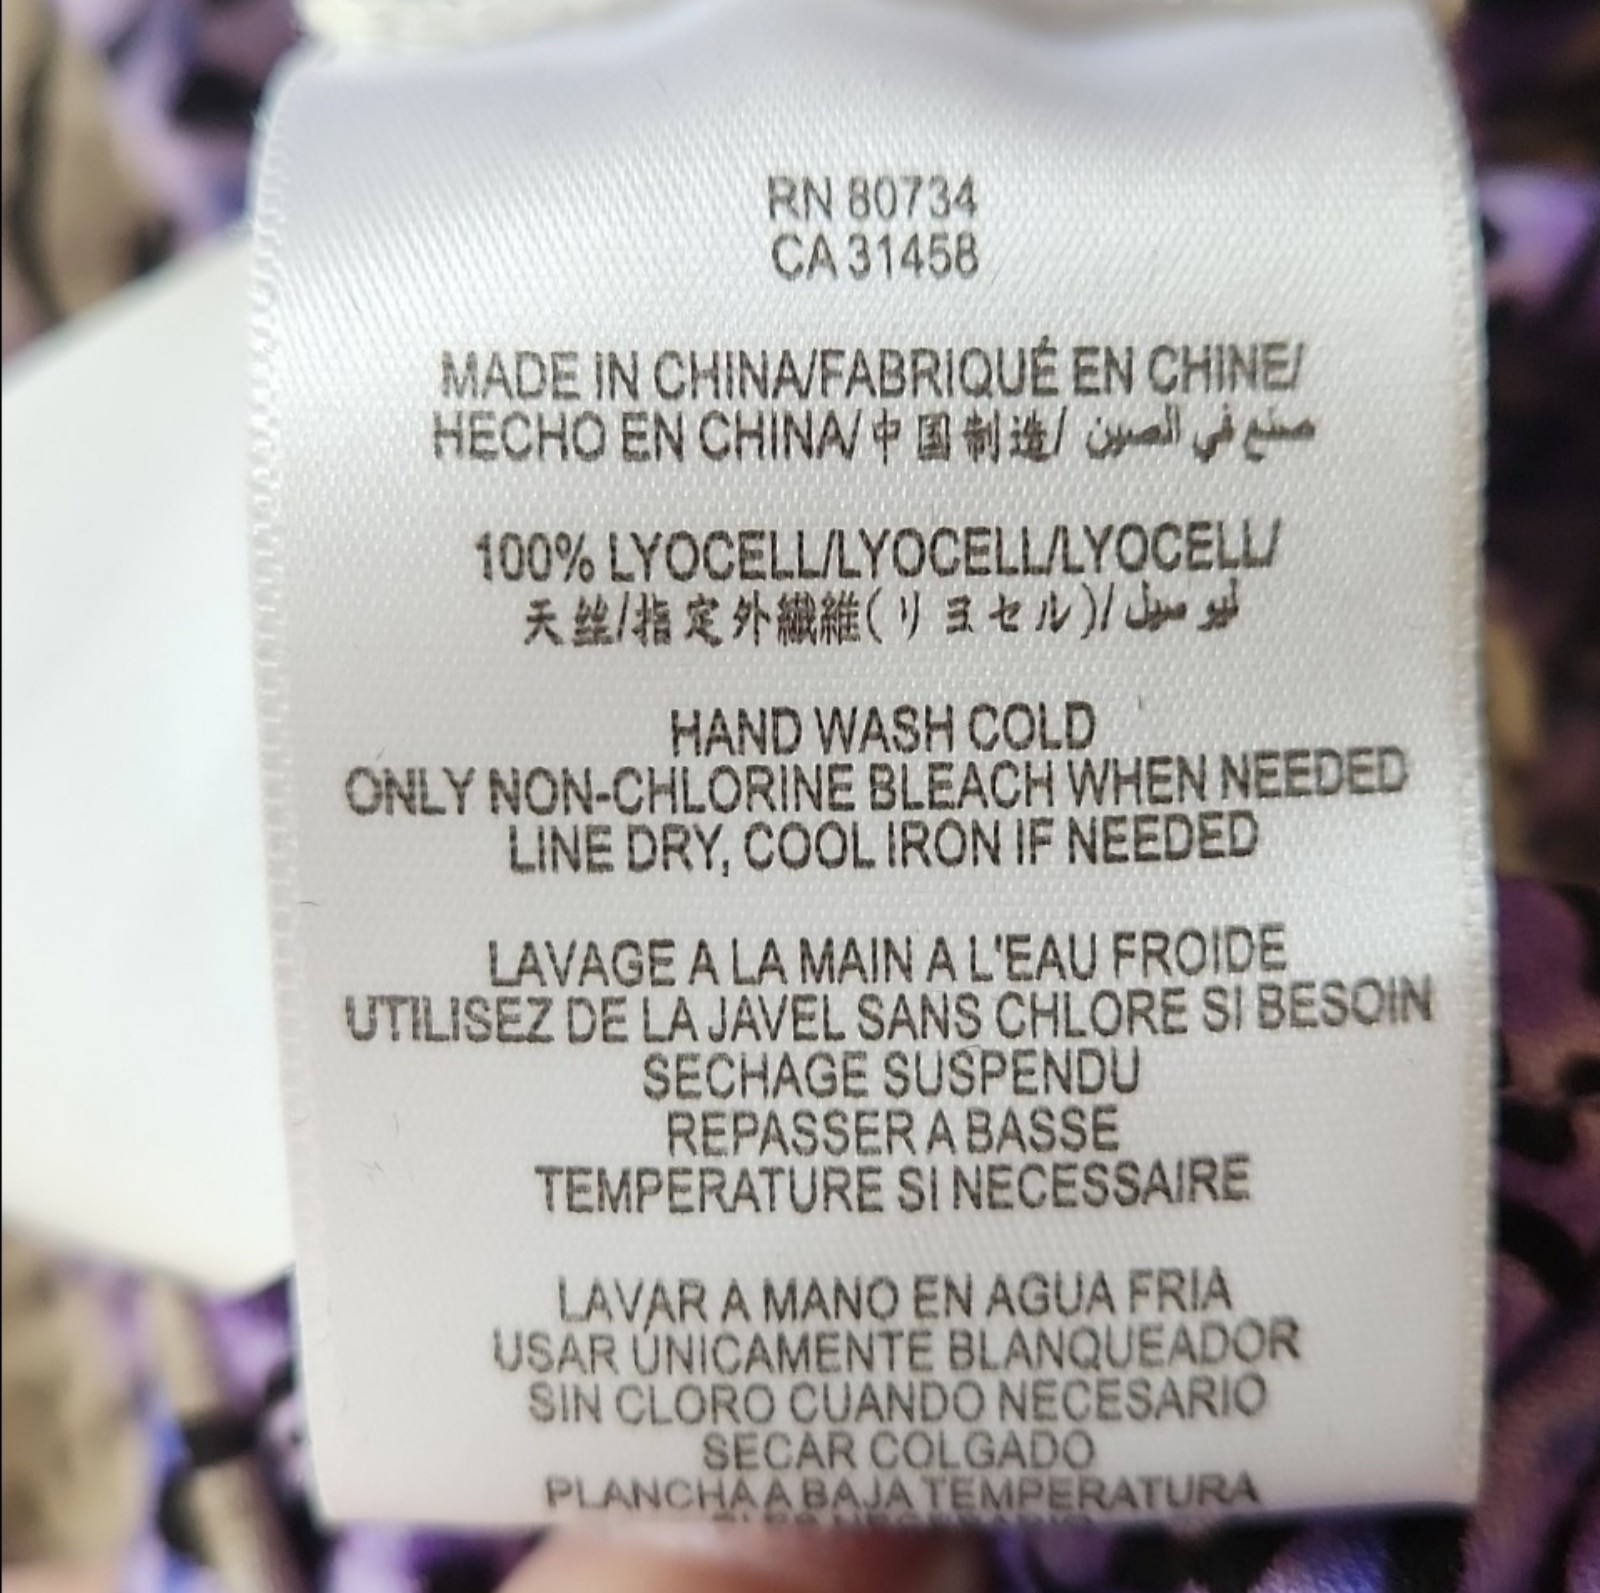 RN 80734
CA 31458
MADE IN CHINA/FABRIQUÉ EN CHINE/
HECHO EN CHINA/中国制造/ صنع في الصين
100% LYOCELL/LYOCELL/LYOCELL/
天丝/指定外繊維(リヨセル)/ليوسيل
HAND WASH COLD
ONLY NON-CHLORINE BLEACH WHEN NEEDED
LINE DRY, COOL IRON IF NEEDED
LAVAGE A LA MAIN A L'EAU FROIDE
UTILISEZ DE LA JAVEL SANS CHLORE SI BESOIN
SECHAGE SUSPENDU
REPASSER A BASSE
TEMPERATURE SI NECESSAIRE
LAVAR A MANO EN AGUA FRIA
USAR ÚNICAMENTE BLANQUEADOR
SIN CLORO CUANDO NECESARIO
SECAR COLGADO
PLANCHA A BAJA TEMPERATURA